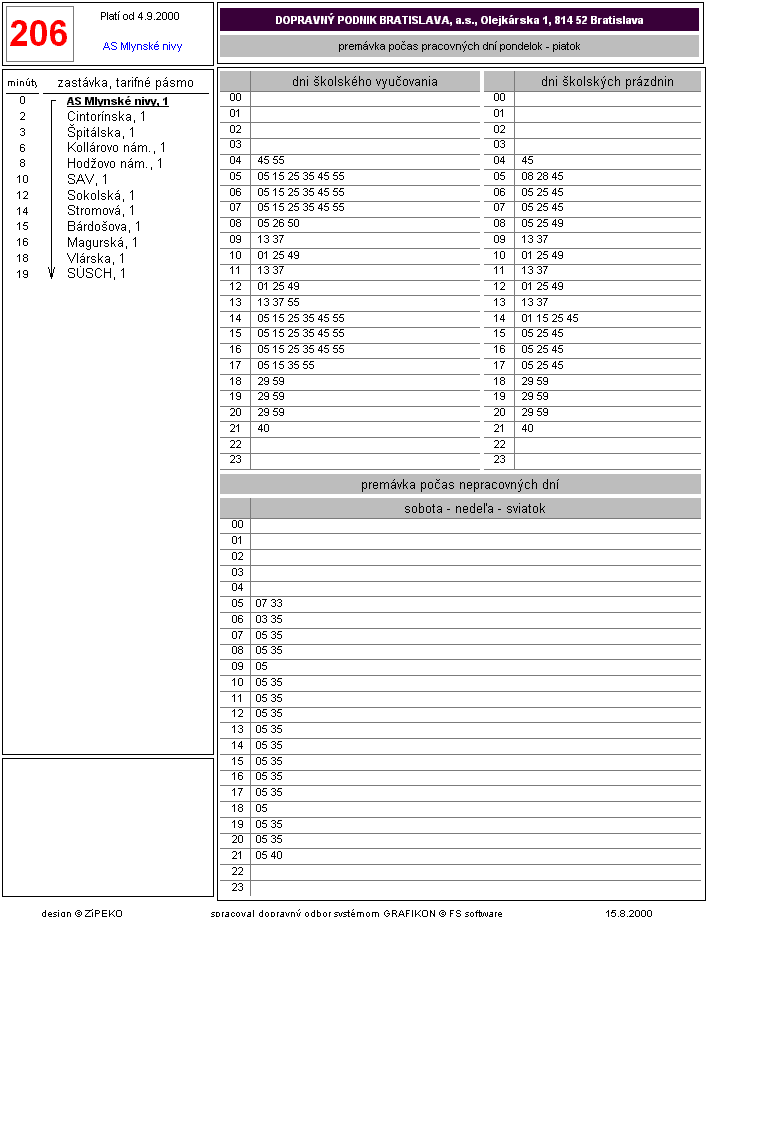 206
Platí od 4.9.2000
AS Mlynské nivy
DOPRAVNÝ PODNIK BRATISLAVA, a.s., Olejkárska 1, 814 52 Bratislava
premávka počas pracovných dní pondelok - piatok
minúty zastávka, tarifné pásmo
0 AS Mlynské nivy, 1
2 Cintorínska, 1
3 Špitálska, 1
6 Kollárovo nám., 1
8 Hodžovo nám., 1
10 SAV, 1
12 Sokolská, 1
14 Stromová, 1
15 Bárdošova, 1
16 Magurská, 1
18 Vlárska, 1
19 SÚSCH, 1
dni školského vyučovania
00
01
02
03
04 45 55
05 05 15 25 35 45 55
06 05 15 25 35 45 55
07 05 15 25 35 45 55
08 05 26 50
09 13 37
10 01 25 49
11 13 37
12 01 25 49
13 13 37 55
14 05 15 25 35 45 55
15 05 15 25 35 45 55
16 05 15 25 35 45 55
17 05 15 35 55
18 29 59
19 29 59
20 29 59
21 40
22
23
dni školských prázdnin
00
01
02
03
04 45
05 08 28 45
06 05 25 45
07 05 25 45
08 05 25 49
09 13 37
10 01 25 49
11 13 37
12 01 25 49
13 13 37
14 01 15 25 45
15 05 25 45
16 05 25 45
17 05 25 45
18 29 59
19 29 59
20 29 59
21 40
22
23
premávka počas nepracovných dní
sobota - nedeľa - sviatok
00
01
02
03
04
05 07 33
06 03 35
07 05 35
08 05 35
09 05
10 05 35
11 05 35
12 05 35
13 05 35
14 05 35
15 05 35
16 05 35
17 05 35
18 05
19 05 35
20 05 35
21 05 40
22
23
design © ZiPEKO spracoval dopravný odbor systémom GRAFIKON © FS software 15.8.2000